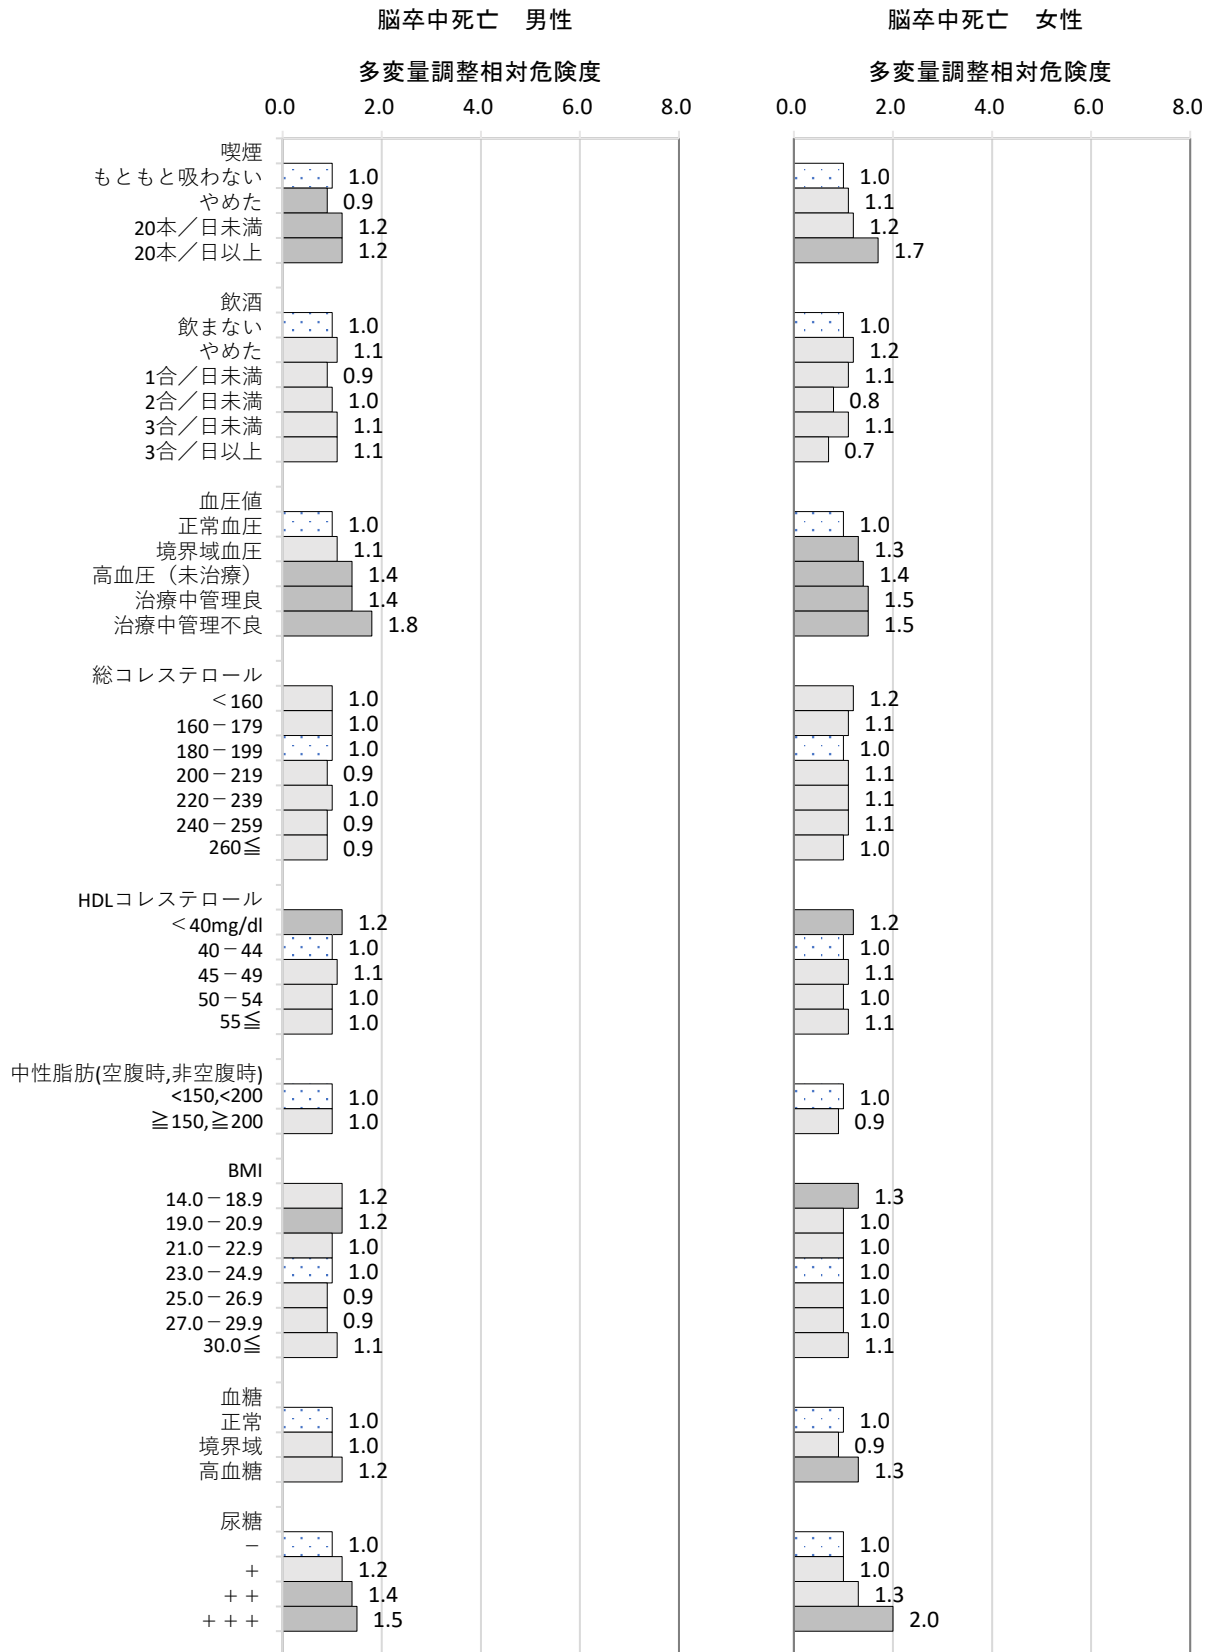 脳卒中死亡　男性
脳卒中死亡　女性
多変量調整相対危険度
多変量調整相対危険度
0.0 2.0 4.0 6.0 8.0
0.0 2.0 4.0 6.0 8.0
喫煙
もともと吸わない 1.0 1.0
やめた 0.9 1.1
20本／日未満 1.2 1.2
20本／日以上 1.2 1.7
飲酒
飲まない 1.0 1.0
やめた 1.1 1.2
1合／日未満 0.9 1.1
2合／日未満 1.0 0.8
3合／日未満 1.1 1.1
3合／日以上 1.1 0.7
血圧値
正常血圧 1.0 1.0
境界域血圧 1.1 1.3
高血圧（未治療） 1.4 1.4
治療中管理良 1.4 1.5
治療中管理不良 1.8 1.5
総コレステロール
＜160 1.0 1.2
160－179 1.0 1.1
180－199 1.0 1.0
200－219 0.9 1.1
220－239 1.0 1.1
240－259 0.9 1.1
260≦ 0.9 1.0
HDLコレステロール
＜40mg/dl 1.2 1.2
40－44 1.0 1.0
45－49 1.1 1.1
50－54 1.0 1.0
55≦ 1.0 1.1
中性脂肪(空腹時,非空腹時)
<150,<200 1.0 1.0
≧150,≧200 1.0 0.9
BMI
14.0－18.9 1.2 1.3
19.0－20.9 1.2 1.0
21.0－22.9 1.0 1.0
23.0－24.9 1.0 1.0
25.0－26.9 0.9 1.0
27.0－29.9 0.9 1.0
30.0≦ 1.1 1.1
血糖
正常 1.0 1.0
境界域 1.0 0.9
高血糖 1.2 1.3
尿糖
－ 1.0 1.0
＋ 1.2 1.0
＋＋ 1.4 1.3
＋＋＋ 1.5 2.0